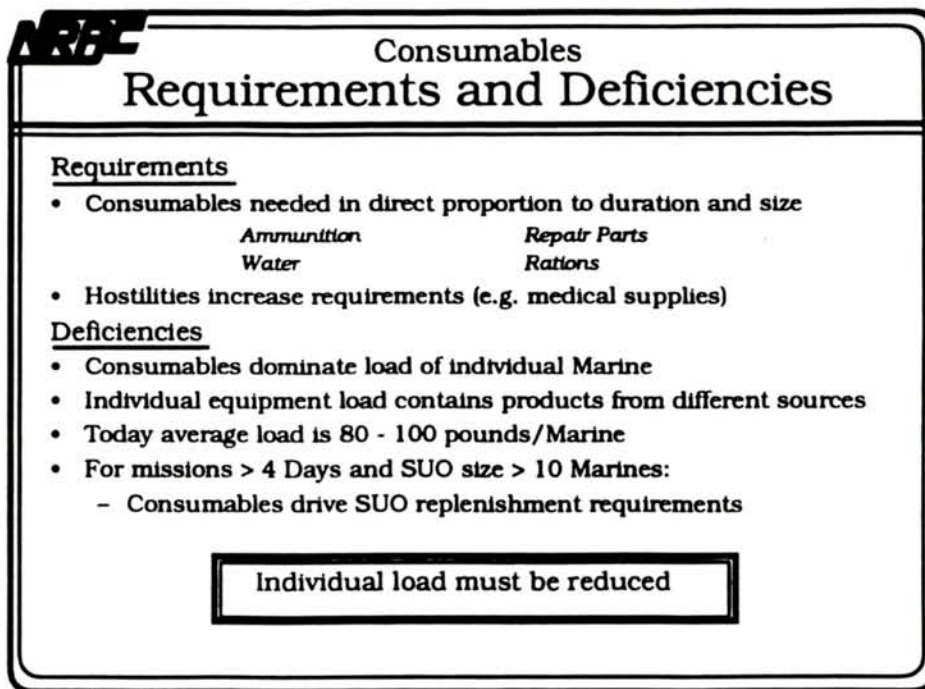 NRAC
Consumables
Requirements and Deficiencies
Requirements
• Consumables needed in direct proportion to duration and size
Ammunition Repair Parts
Water Rations
• Hostilities increase requirements (e.g. medical supplies)
Deficiencies
• Consumables dominate load of individual Marine
• Individual equipment load contains products from different sources
• Today average load is 80 - 100 pounds/Marine
• For missions > 4 Days and SUO size > 10 Marines:
– Consumables drive SUO replenishment requirements
Individual load must be reduced